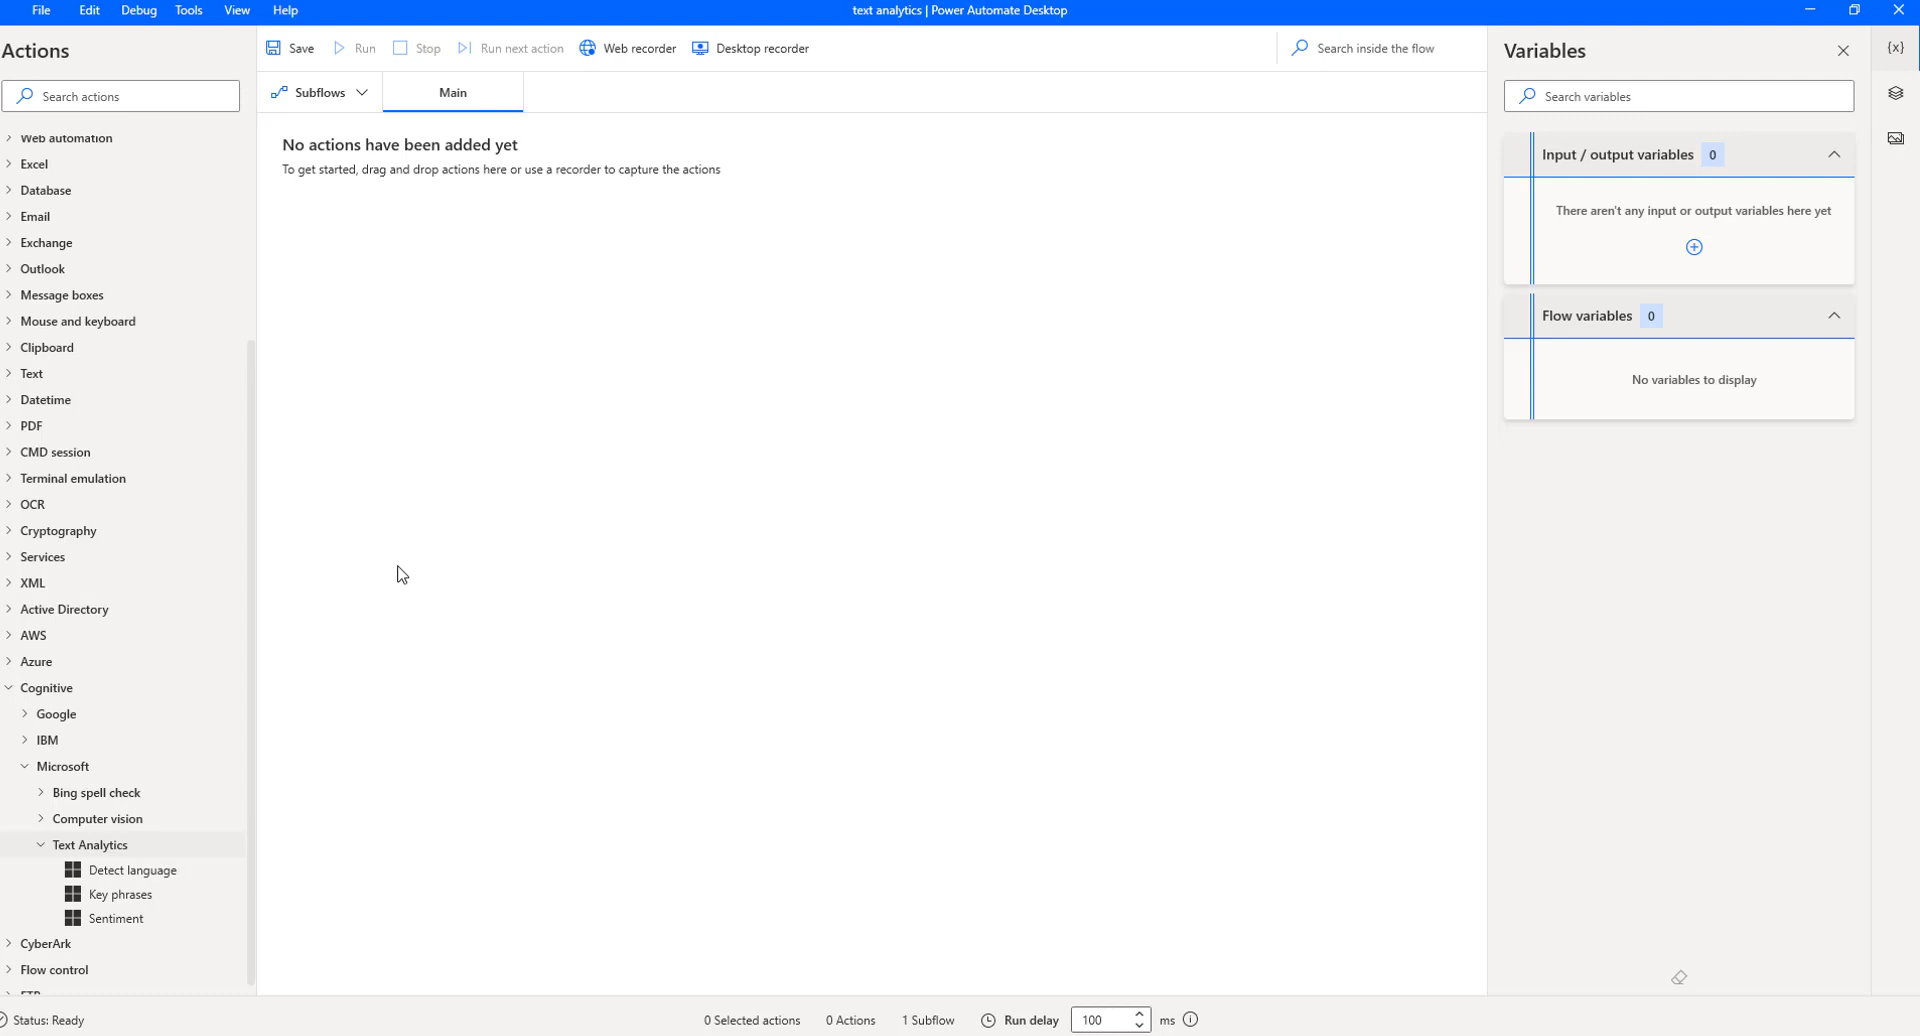 File Edit Debug Tools View Help
text analytics | Power Automate Desktop
Actions
Search actions
Web automation
Excel
Database
Email
Exchange
Outlook
Message boxes
Mouse and keyboard
Clipboard
Text
Datetime
PDF
CMD session
Terminal emulation
OCR
Cryptography
Services
XML
Active Directory
AWS
Azure
Cognitive
Google
IBM
Microsoft
Bing spell check
Computer vision
Text Analytics
Detect language
Key phrases
Sentiment
CyberArk
Flow control
Save Run Stop Run next action Web recorder Desktop recorder
Search inside the flow
Subflows Main
No actions have been added yet
To get started, drag and drop actions here or use a recorder to capture the actions
Variables
{x}
Search variables
Input / output variables 0
There aren't any input or output variables here yet
Flow variables 0
No variables to display
Status: Ready
0 Selected actions 0 Actions 1 Subflow Run delay 100 ms